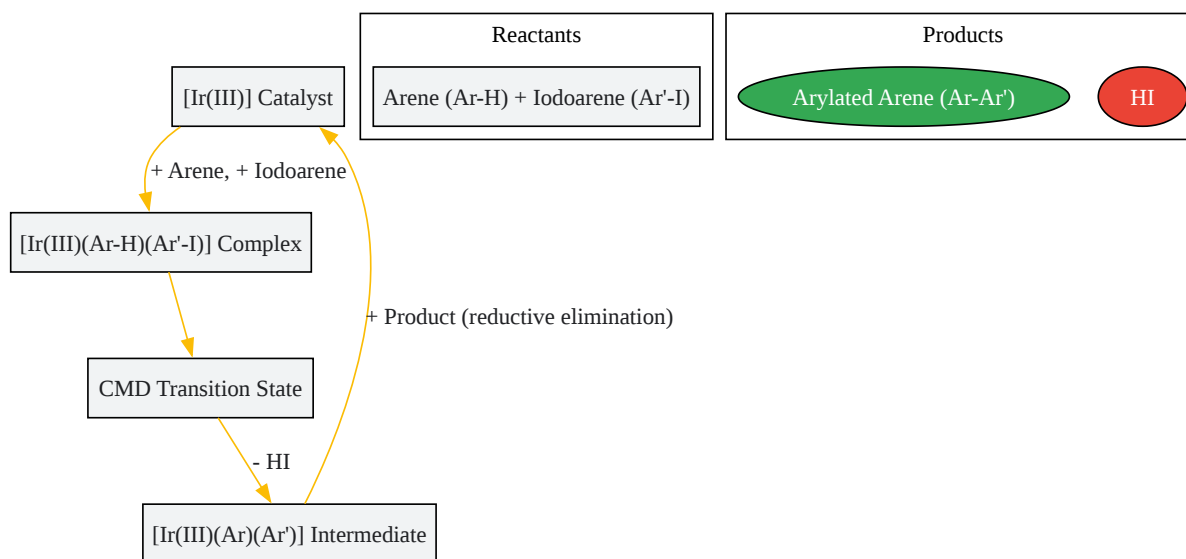 Reactants
Products
[Ir(III)] Catalyst
Arene (Ar-H) + Iodoarene (Ar'-I)
Arylated Arene (Ar-Ar')
HI
+ Arene, + Iodoarene
[Ir(III)(Ar-H)(Ar'-I)] Complex
+ Product (reductive elimination)
CMD Transition State
- HI
[Ir(III)(Ar)(Ar')] Intermediate